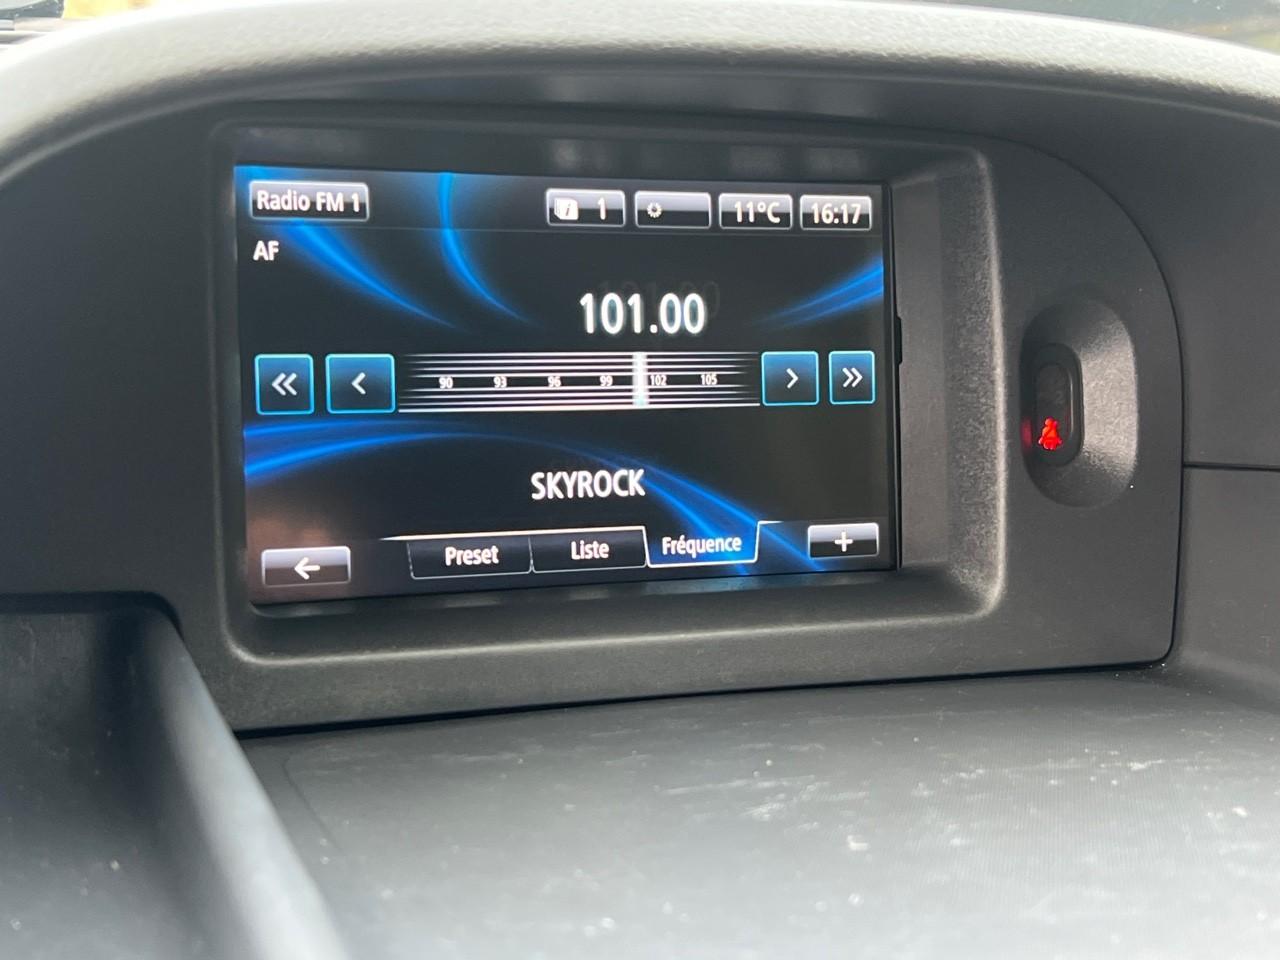 Radio FM 1
1
11°C
16:17
AF
101.00
90 93 96 99 102 105
SKYROCK
Preset
Liste
Fréquence
+